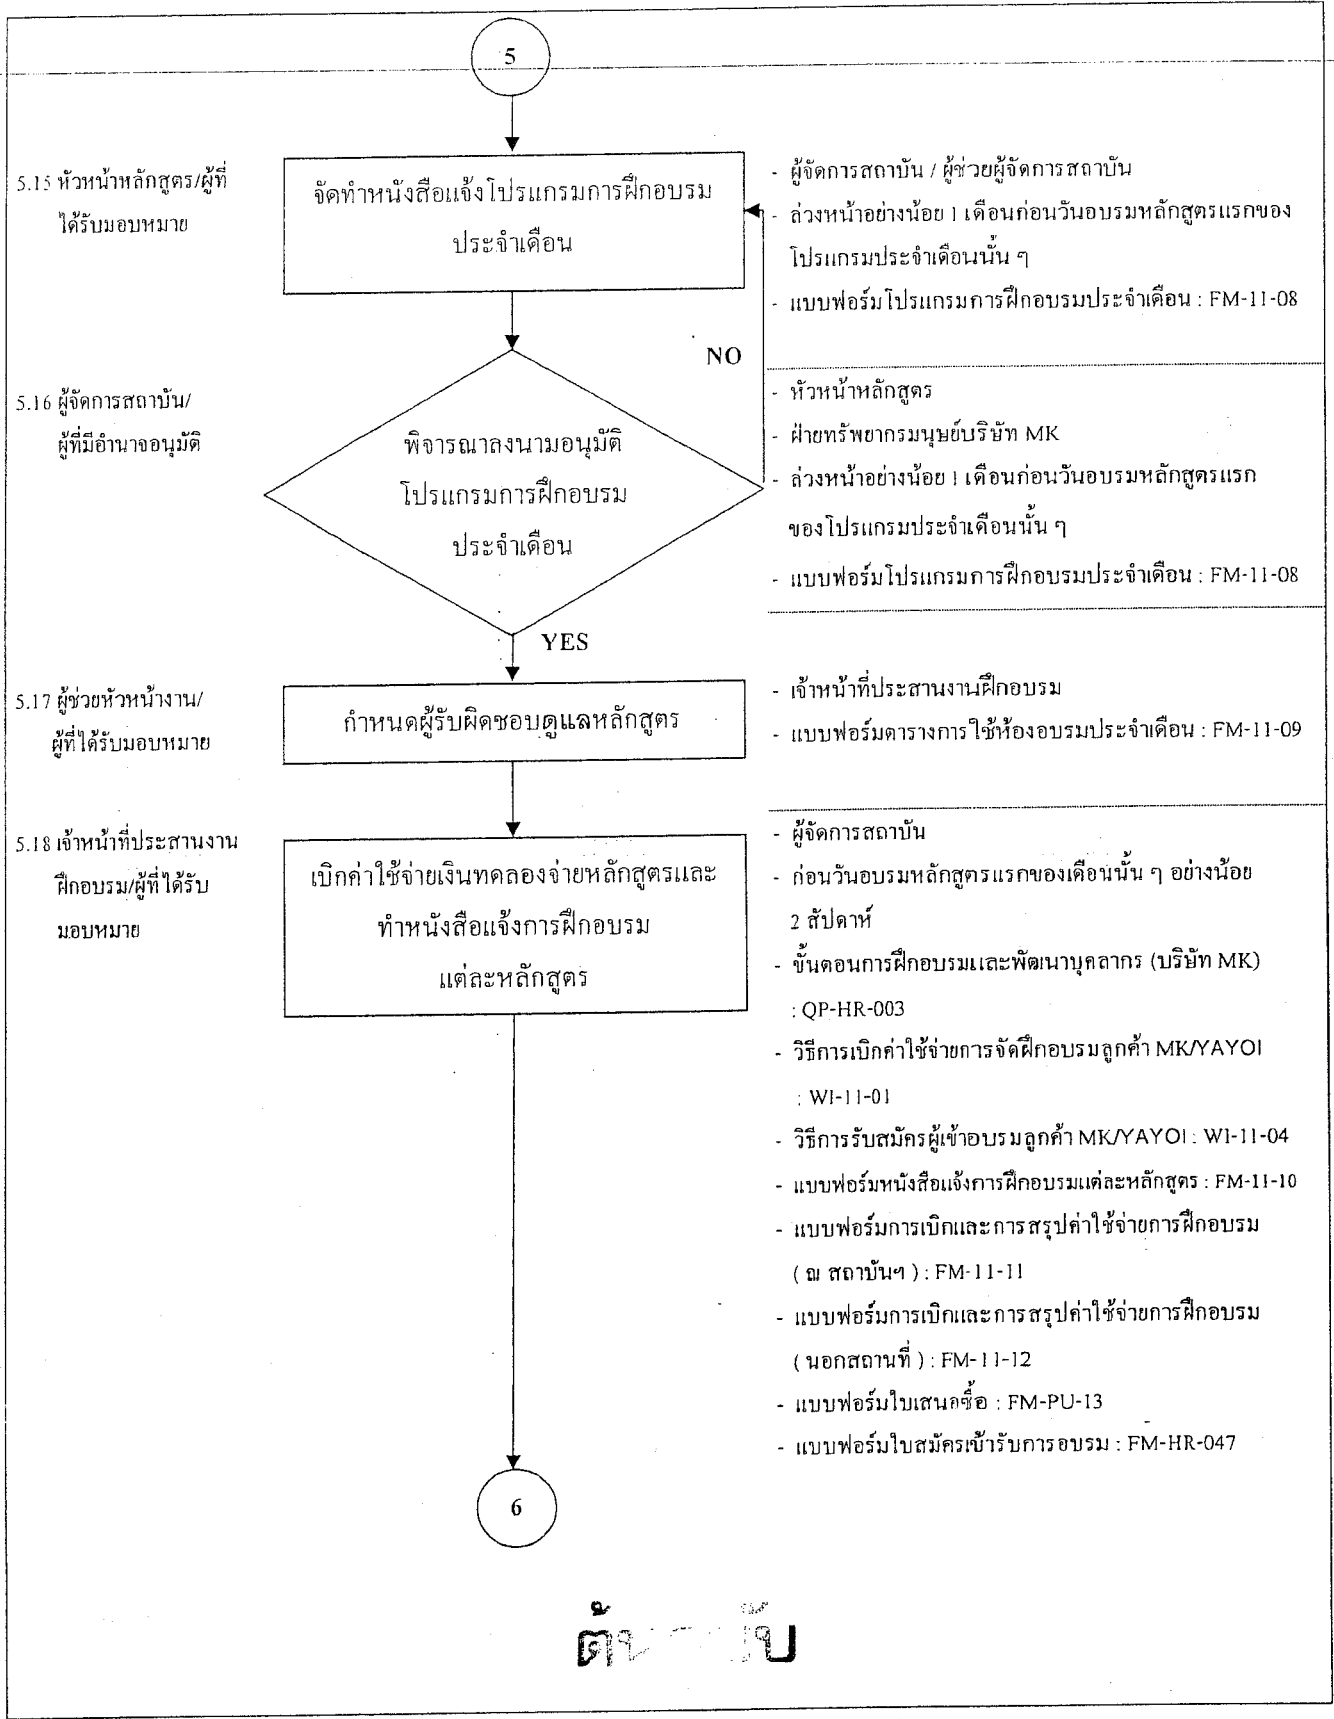 5
5.15 หัวหน้าหลักสูตร/ผู้ที่
ได้รับมอบหมาย
จัดทำหนังสือแจ้งโปรแกรมการฝึกอบรม
ประจำเดือน
- ผู้จัดการสถาบัน / ผู้ช่วยผู้จัดการสถาบัน
- ล่วงหน้าอย่างน้อย 1 เดือนก่อนวันอบรมหลักสูตรแรกของ
โปรแกรมประจำเดือนนั้น ๆ
- แบบฟอร์มโปรแกรมการฝึกอบรมประจำเดือน : FM-11-08
NO
5.16 ผู้จัดการสถาบัน/
ผู้ที่มีอำนาจอนุมัติ
พิจารณาลงนามอนุมัติ
โปรแกรมการฝึกอบรม
ประจำเดือน
- หัวหน้าหลักสูตร
- ฝ่ายทรัพยากรมนุษย์บริษัท MK
- ล่วงหน้าอย่างน้อย 1 เดือนก่อนวันอบรมหลักสูตรแรก
ของโปรแกรมประจำเดือนนั้น ๆ
- แบบฟอร์มโปรแกรมการฝึกอบรมประจำเดือน : FM-11-08
YES
5.17 ผู้ช่วยหัวหน้างาน/
ผู้ที่ได้รับมอบหมาย
กำหนดผู้รับผิดชอบดูแลหลักสูตร
- เจ้าหน้าที่ประสานงานฝึกอบรม
- แบบฟอร์มตารางการใช้ห้องอบรมประจำเดือน : FM-11-09
5.18 เจ้าหน้าที่ประสานงาน
ฝึกอบรม/ผู้ที่ได้รับ
มอบหมาย
เบิกค่าใช้จ่ายเงินทดลองจ่ายหลักสูตรและ
ทำหนังสือแจ้งการฝึกอบรม
แต่ละหลักสูตร
- ผู้จัดการสถาบัน
- ก่อนวันอบรมหลักสูตรแรกของเดือนนั้น ๆ อย่างน้อย
2 สัปดาห์
- ขั้นตอนการฝึกอบรมและพัฒนาบุคลากร (บริษัท MK)
: QP-HR-003
- วิธีการเบิกค่าใช้จ่ายการจัดฝึกอบรมลูกค้า MK/YAYOI
: WI-11-01
- วิธีการรับสมัครผู้เข้าอบรมลูกค้า MK/YAYOI : WI-11-04
- แบบฟอร์มหนังสือแจ้งการฝึกอบรมแต่ละหลักสูตร : FM-11-10
- แบบฟอร์มการเบิกและการสรุปค่าใช้จ่ายการฝึกอบรม
( ณ สถาบันฯ ) : FM-11-11
- แบบฟอร์มการเบิกและการสรุปค่าใช้จ่ายการฝึกอบรม
( นอกสถานที่ ) : FM-11-12
- แบบฟอร์มใบเสนอซื้อ : FM-PU-13
- แบบฟอร์มใบสมัครเข้ารับการอบรม : FM-HR-047
6
ต้นฉบับ